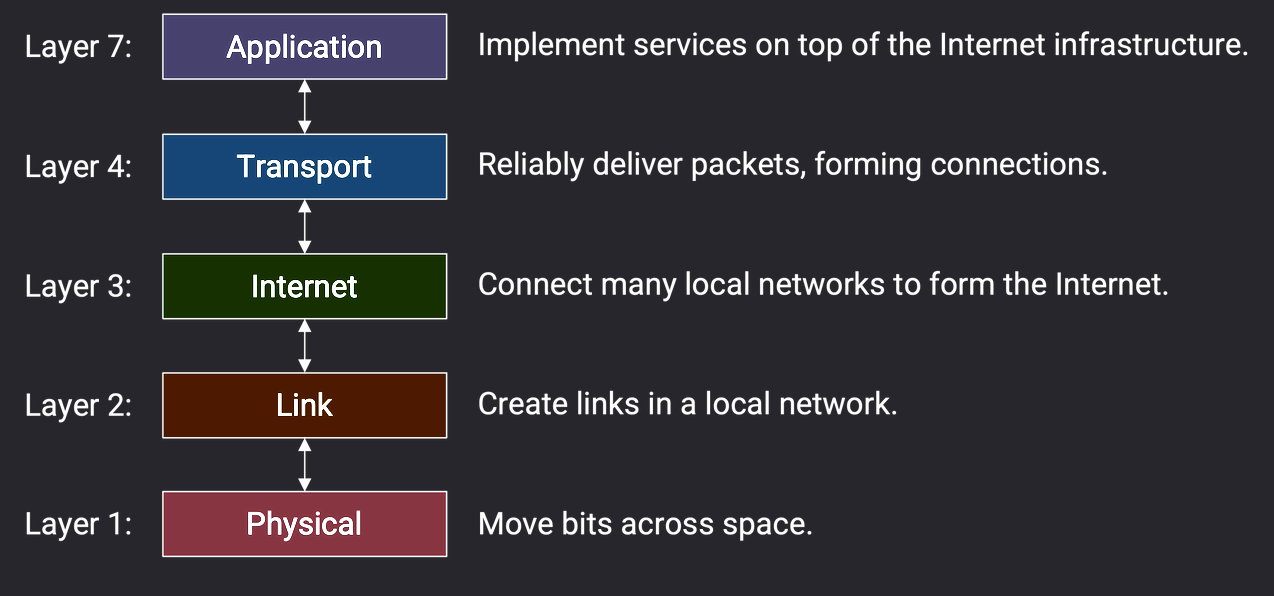 Layer 7: Application Implement services on top of the Internet infrastructure.
Layer 4: Transport Reliably deliver packets, forming connections.
Layer 3: Internet Connect many local networks to form the Internet.
Layer 2: Link Create links in a local network.
Layer 1: Physical Move bits across space.